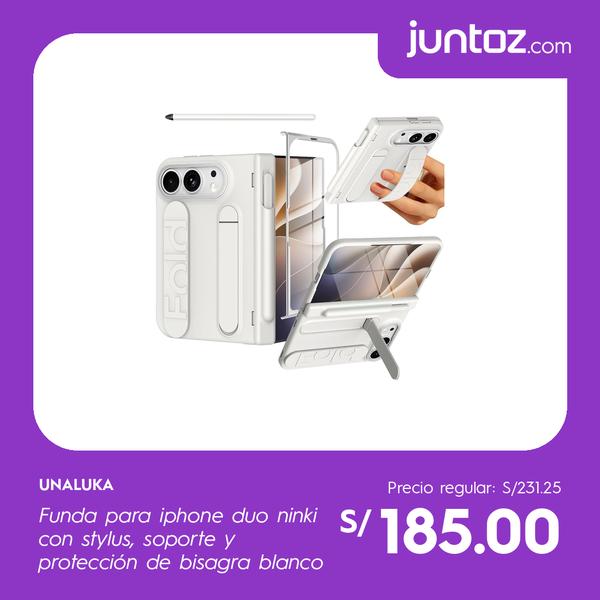 juntoz.com
Fold
Fold
UNALUKA
Funda para iphone duo ninki
con stylus, soporte y
protección de bisagra blanco
Precio regular: S/231.25
S/185.00